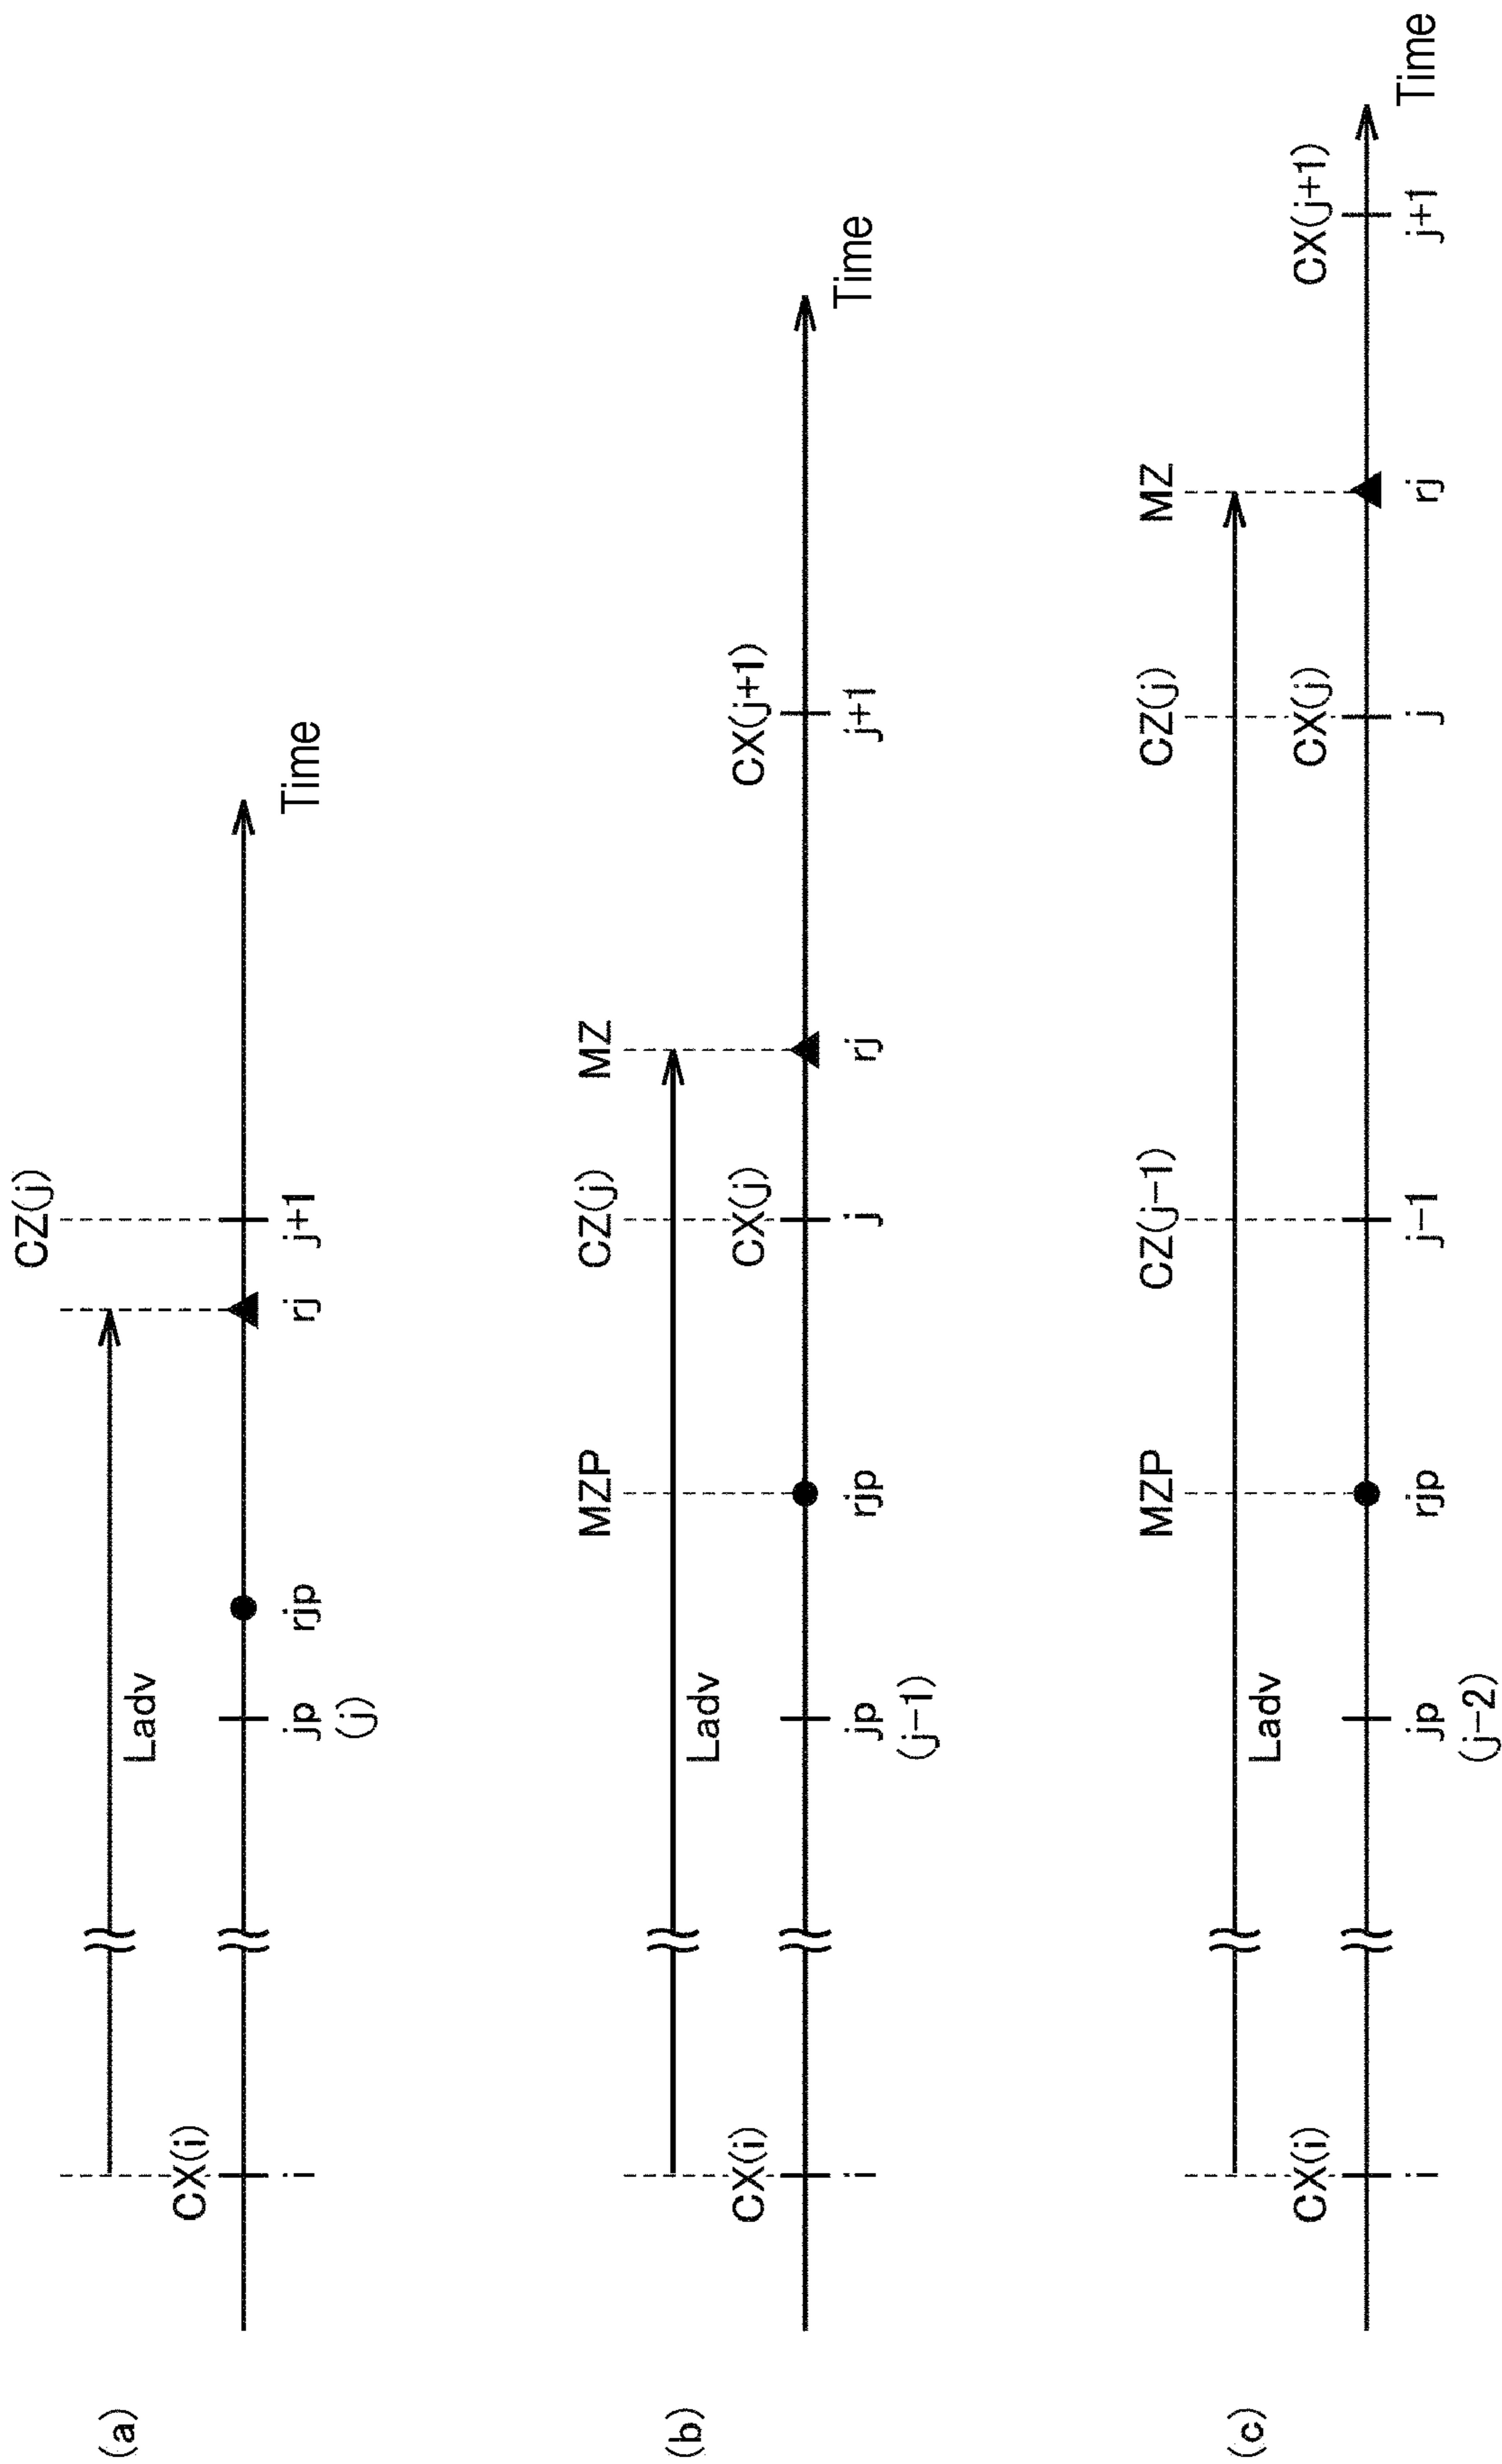 (a)
CZ(j)
Ladv
CX(i)
i
jp
(j)
rjp
rj
j+1
Time
(b)
MZP
CZ(j)
MZ
Ladv
CX(i)
CX(j)
CX(j+1)
i
jp
(j−1)
rjp
j
rj
j+1
Time
(c)
MZP
CZ(j−1)
CZ(j)
MZ
Ladv
CX(i)
CX(j)
CX(j+1)
i
jp
(j−2)
rjp
j−1
j
rj
j+1
Time